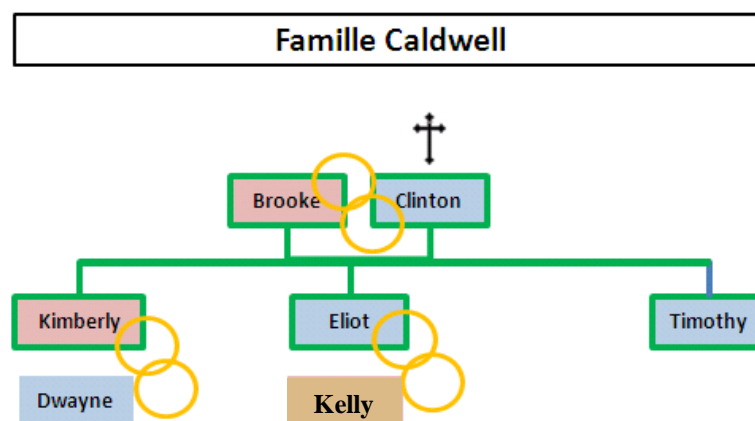 Famille Caldwell
Brooke Clinton
Kimberly Eliot Timothy
Dwayne Kelly